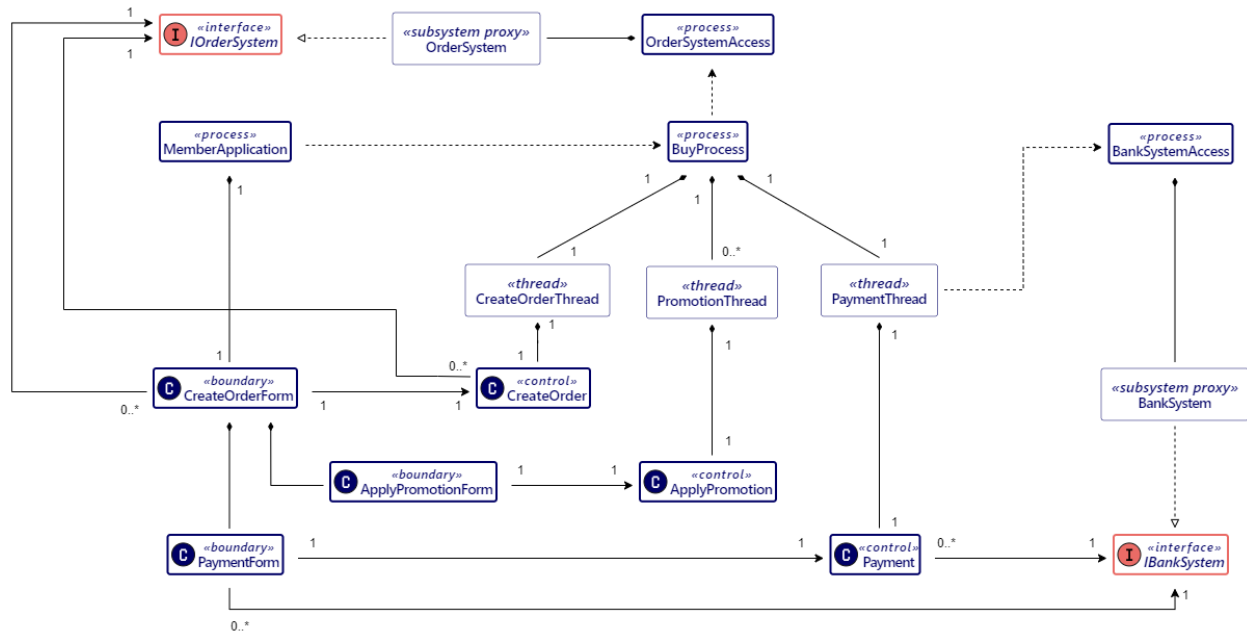 1
«interface»
IOrderSystem
1
«subsystem proxy»
OrderSystem
«process»
OrderSystemAccess
«process»
MemberApplication
«process»
BuyProcess
«process»
BankSystemAccess
1
1
1
1
1
0..*
1
«thread»
CreateOrderThread
«thread»
PromotionThread
«thread»
PaymentThread
1
1
1
1
1
0..*
«boundary»
CreateOrderForm
«control»
CreateOrder
«subsystem proxy»
BankSystem
0..*
1
1
1
«boundary»
ApplyPromotionForm
1
1
«control»
ApplyPromotion
1
«boundary»
PaymentForm
1
1
«control»
Payment
0..*
1
«interface»
IBankSystem
1
0..*